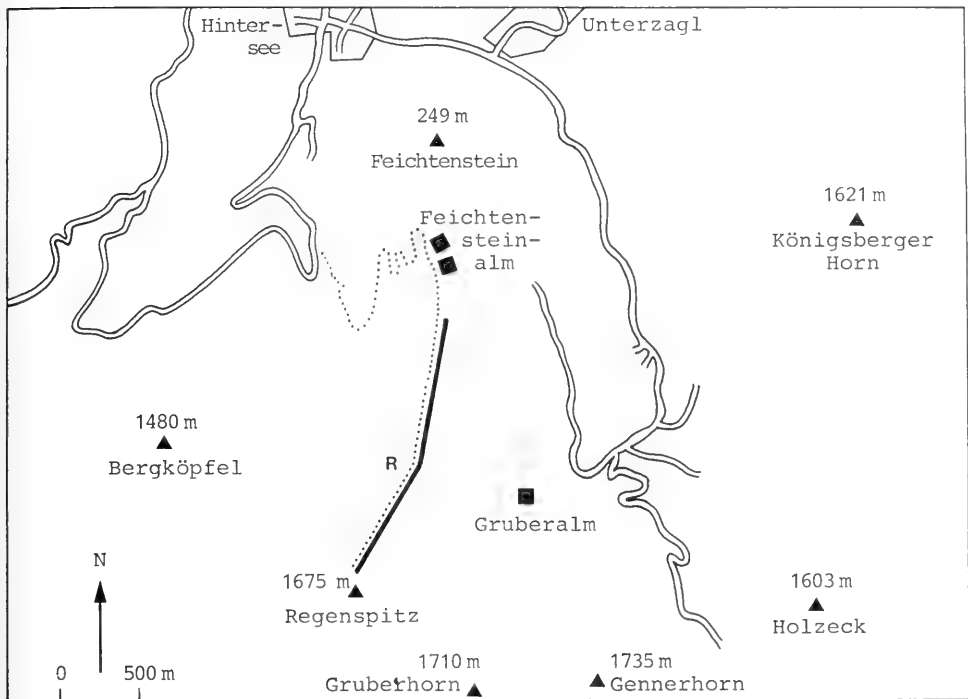 Hinter-
see
Unterzagl
249 m
Feichtenstein
Feichten-
stein-
alm
1621 m
Königsberger
Horn
1480 m
Bergköpfel
R
Gruberalm
N
1675 m
Regenspitz
1603 m
Holzeck
0 500 m
1710 m
Gruberhorn
1735 m
Gennerhorn